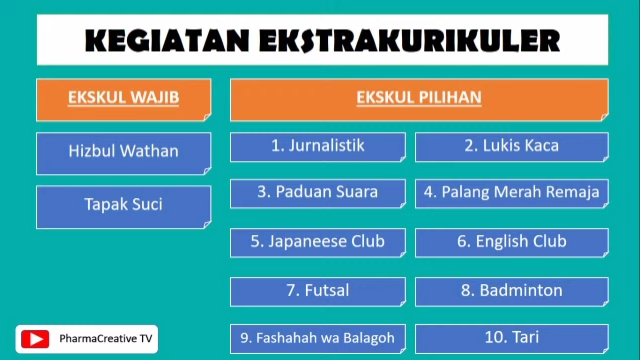 KEGIATAN EKSTRAKURIKULER
EKSKUL WAJIB
EKSKUL PILIHAN
Hizbul Wathan
Tapak Suci
1. Jurnalistik
2. Lukis Kaca
3. Paduan Suara
4. Palang Merah Remaja
5. Japaneese Club
6. English Club
7. Futsal
8. Badminton
9. Fashahah wa Balagoh
10. Tari
PharmaCreative TV